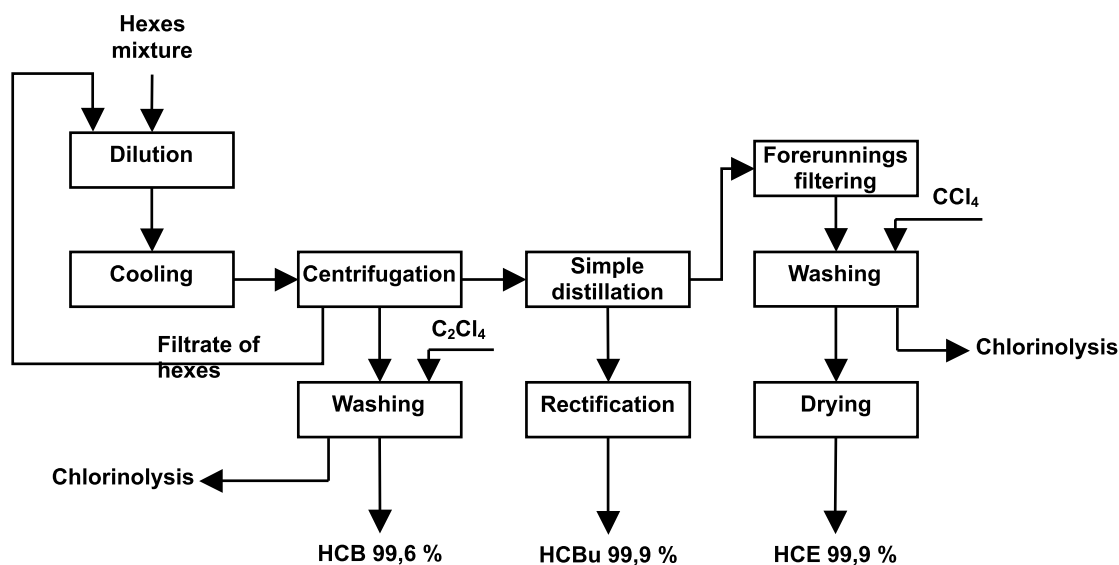 Hexes
mixture
Dilution
Forerunnings
filtering
CCl₄
Cooling
Centrifugation
Simple
distillation
Washing
Filtrate of
hexes
C₂Cl₄
Chlorinolysis
Washing
Rectification
Drying
Chlorinolysis
HCB 99,6 %
HCBu 99,9 %
HCE 99,9 %